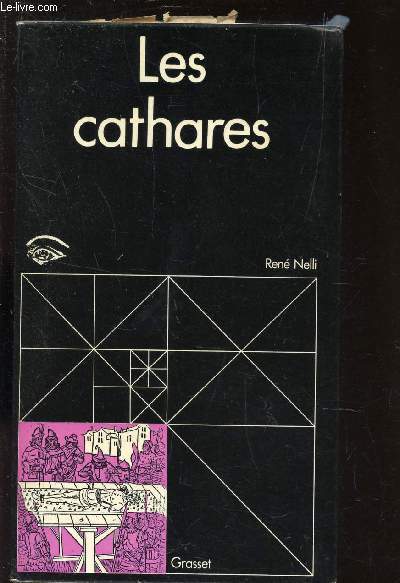 Le-livre.com
Les
cathares
René Nelli
Grasset